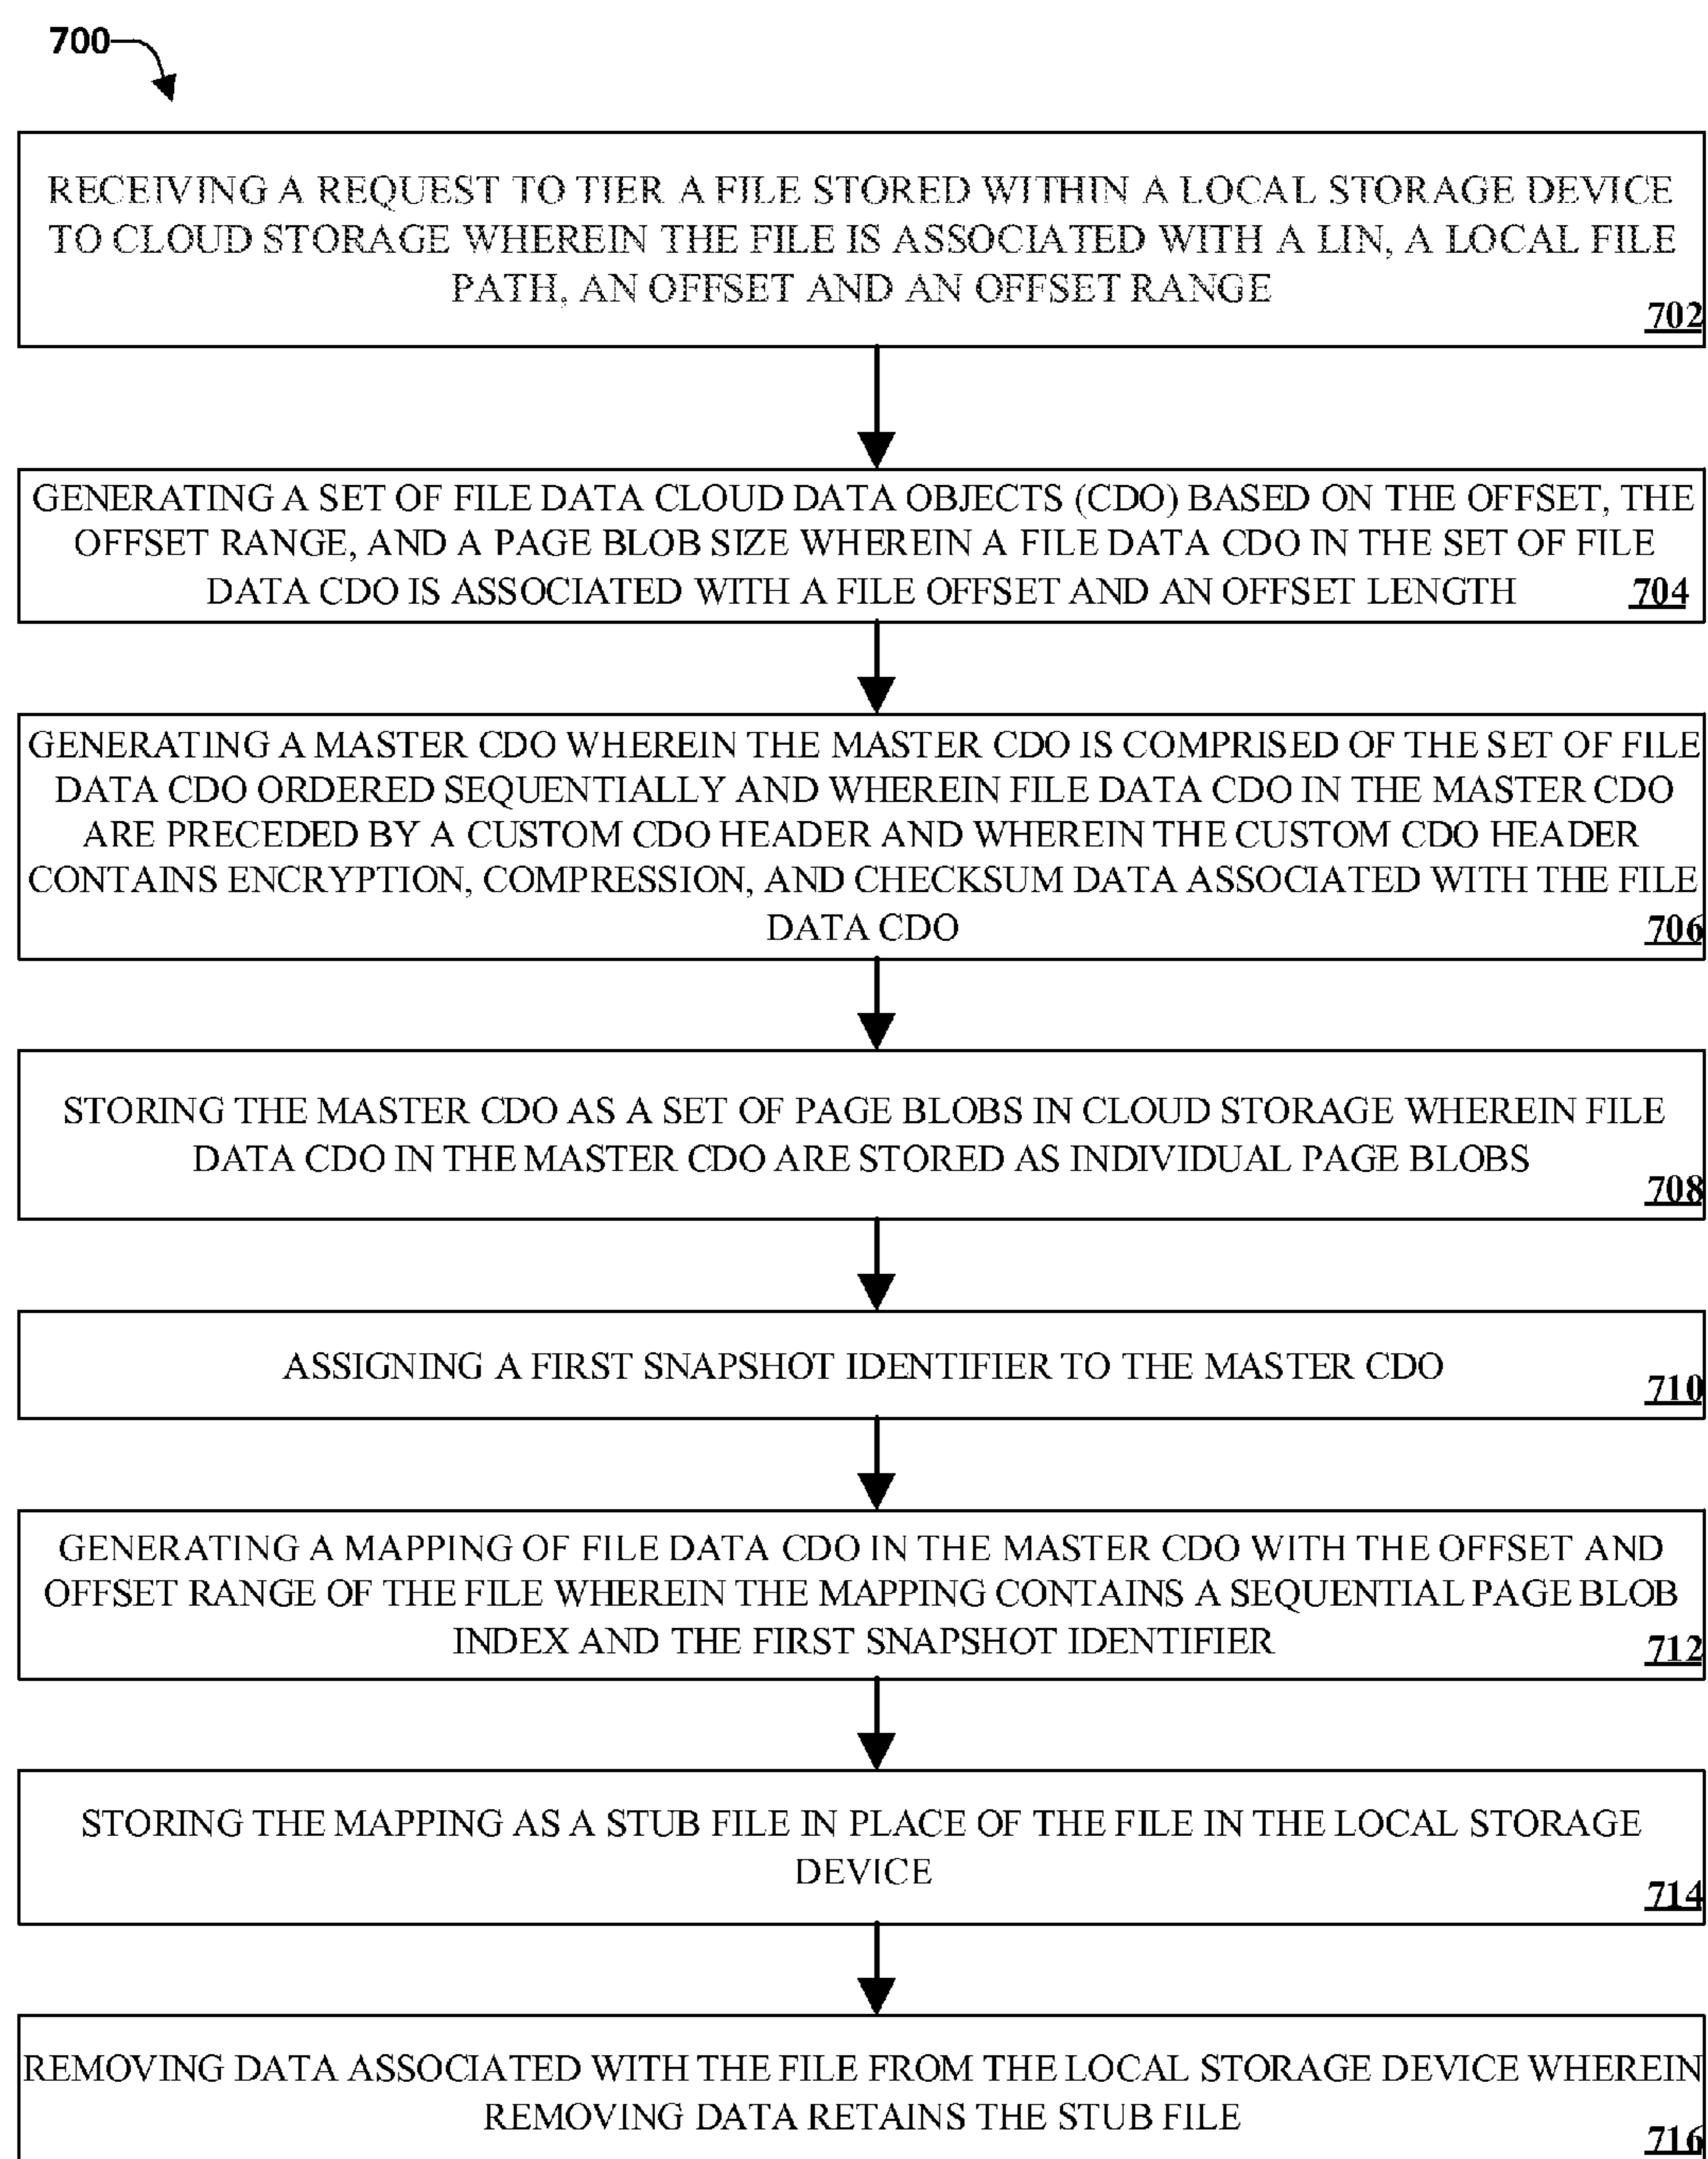 700
RECEIVING A REQUEST TO TIER A FILE STORED WITHIN A LOCAL STORAGE DEVICE
TO CLOUD STORAGE WHEREIN THE FILE IS ASSOCIATED WITH A LIN, A LOCAL FILE
PATH, AN OFFSET AND AN OFFSET RANGE
702
GENERATING A SET OF FILE DATA CLOUD DATA OBJECTS (CDO) BASED ON THE OFFSET, THE
OFFSET RANGE, AND A PAGE BLOB SIZE WHEREIN A FILE DATA CDO IN THE SET OF FILE
DATA CDO IS ASSOCIATED WITH A FILE OFFSET AND AN OFFSET LENGTH 704
GENERATING A MASTER CDO WHEREIN THE MASTER CDO IS COMPRISED OF THE SET OF FILE
DATA CDO ORDERED SEQUENTIALLY AND WHEREIN FILE DATA CDO IN THE MASTER CDO
ARE PRECEDED BY A CUSTOM CDO HEADER AND WHEREIN THE CUSTOM CDO HEADER
CONTAINS ENCRYPTION, COMPRESSION, AND CHECKSUM DATA ASSOCIATED WITH THE FILE
DATA CDO 706
STORING THE MASTER CDO AS A SET OF PAGE BLOBS IN CLOUD STORAGE WHEREIN FILE
DATA CDO IN THE MASTER CDO ARE STORED AS INDIVIDUAL PAGE BLOBS
708
ASSIGNING A FIRST SNAPSHOT IDENTIFIER TO THE MASTER CDO
710
GENERATING A MAPPING OF FILE DATA CDO IN THE MASTER CDO WITH THE OFFSET AND
OFFSET RANGE OF THE FILE WHEREIN THE MAPPING CONTAINS A SEQUENTIAL PAGE BLOB
INDEX AND THE FIRST SNAPSHOT IDENTIFIER 712
STORING THE MAPPING AS A STUB FILE IN PLACE OF THE FILE IN THE LOCAL STORAGE
DEVICE
714
REMOVING DATA ASSOCIATED WITH THE FILE FROM THE LOCAL STORAGE DEVICE WHEREIN
REMOVING DATA RETAINS THE STUB FILE
716